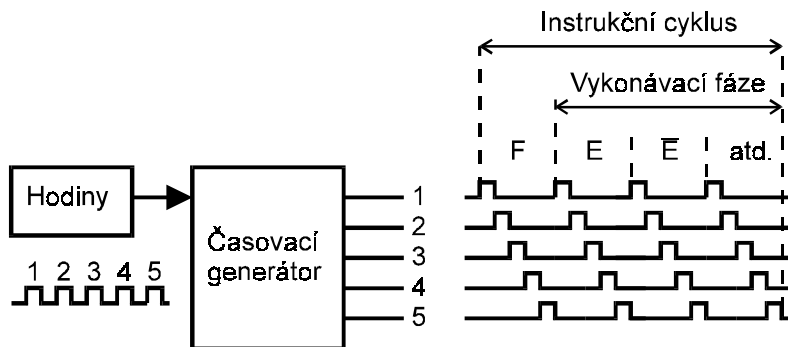 Instrukční cyklus
Vykonávací fáze
F E E̅ atd.
Hodiny
Časovací
generátor
1 2 3 4 5
1
2
3
4
5